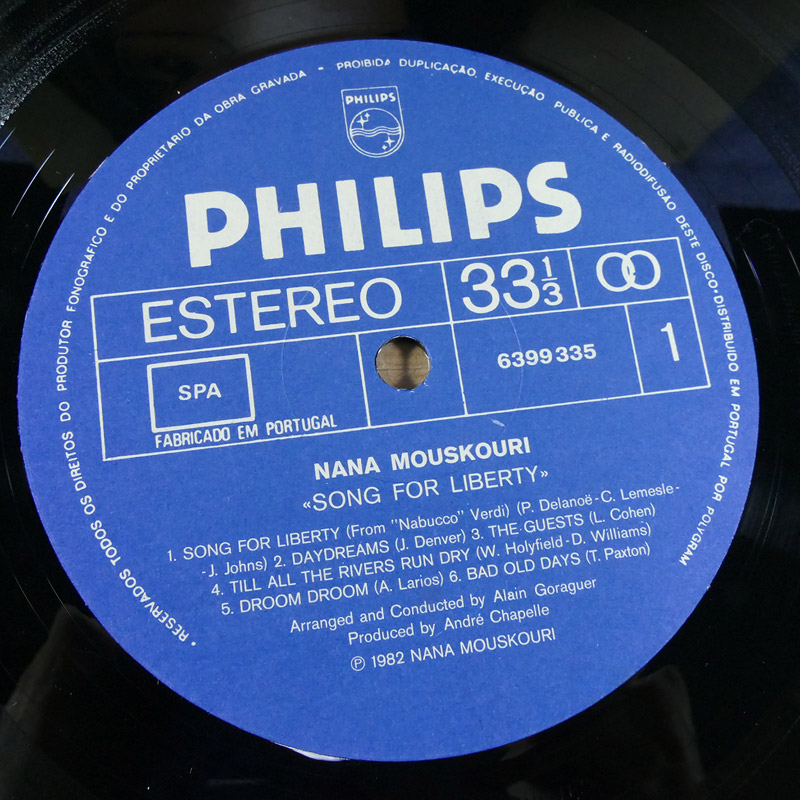 • RESERVADOS TODOS OS DIREITOS DO PRODUTOR FONOGRAFICO E DO PROPRIETARIO DA OBRA GRAVADA - PROIBIDA DUPLICAÇAO, EXECUÇAO PUBLICA E RADIODIFUSÃO DESTE DISCO • DISTRIBUIDO EM PORTUGAL POR POLYGRAM
PHILIPS
PHILIPS
ESTEREO 33 1/3
SPA 6399 335 1
FABRICADO EM PORTUGAL
NANA MOUSKOURI
«SONG FOR LIBERTY»
1. SONG FOR LIBERTY (From "Nabucco" Verdi) (P. Delanoë - C. Lemesle -
- J. Johns) 2. DAYDREAMS (J. Denver) 3. THE GUESTS (L. Cohen)
4. TILL ALL THE RIVERS RUN DRY (W. Holyfield - D. Williams)
5. DROOM DROOM (A. Larios) 6. BAD OLD DAYS (T. Paxton)
Arranged and Conducted by Alain Goraguer
Produced by André Chapelle
℗ 1982 NANA MOUSKOURI